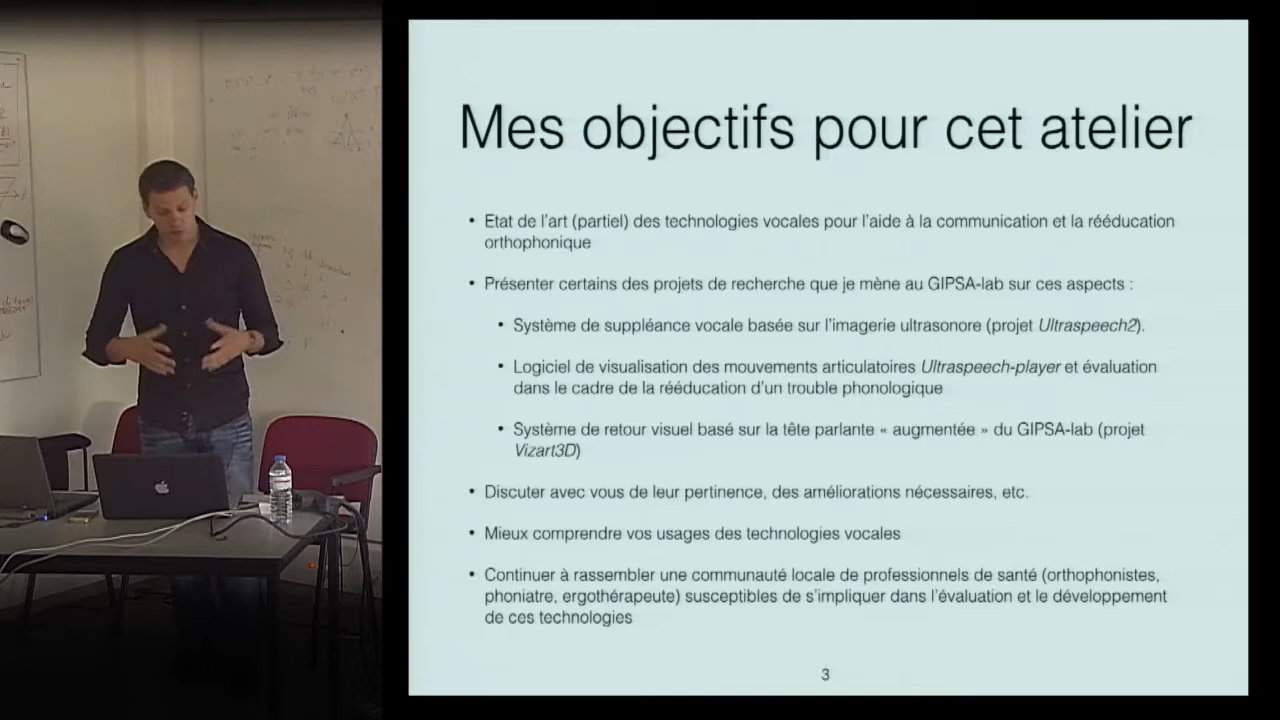 Mes objectifs pour cet atelier
• Etat de l'art (partiel) des technologies vocales pour l'aide à la communication et la rééducation
orthophonique
• Présenter certains des projets de recherche que je mène au GIPSA-lab sur ces aspects :
• Système de suppléance vocale basée sur l'imagerie ultrasonore (projet Ultraspeech2).
• Logiciel de visualisation des mouvements articulatoires Ultraspeech-player et évaluation
dans le cadre de la rééducation d'un trouble phonologique
• Système de retour visuel basé sur la tête parlante « augmentée » du GIPSA-lab (projet
Vizart3D)
• Discuter avec vous de leur pertinence, des améliorations nécessaires, etc.
• Mieux comprendre vos usages des technologies vocales
• Continuer à rassembler une communauté locale de professionnels de santé (orthophonistes,
phoniatre, ergothérapeute) susceptibles de s'impliquer dans l'évaluation et le développement
de ces technologies
3